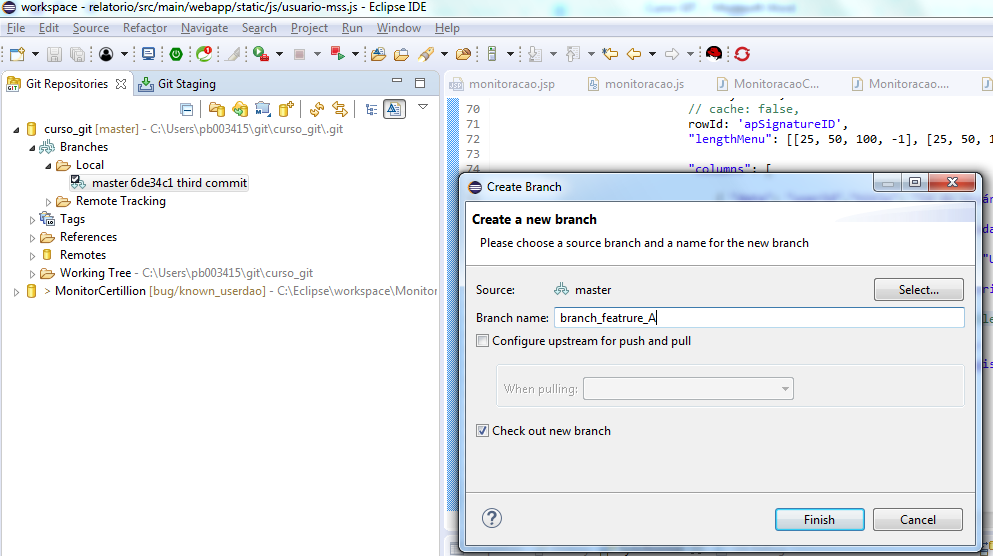 workspace - relatorio/src/main/webapp/static/js/usuario-mss.js - Eclipse IDE
File Edit Source Refactor Navigate Search Project Run Window Help
Git Repositories Git Staging
monitoracao.jsp monitoracao.js MonitoracaoC... Monitoracao....
curso_git [master] - C:\Users\pb003415\git\curso_git\.git
Branches
Local
master 6de34c1 third commit
Remote Tracking
Tags
References
Remotes
Working Tree - C:\Users\pb003415\git\curso_git
> MonitorCertillion [bug/known_userdao] - C:\Eclipse\workspace\Monitor
70 // cache: false,
71 rowId: 'apSignatureID',
72 "lengthMenu": [[25, 50, 100, -1], [25, 50, 1
73
74 "columns": [
Create Branch
Create a new branch
Please choose a source branch and a name for the new branch
Source: master Select...
Branch name: branch_featrure_A
Configure upstream for push and pull
When pulling:
Check out new branch
Finish Cancel